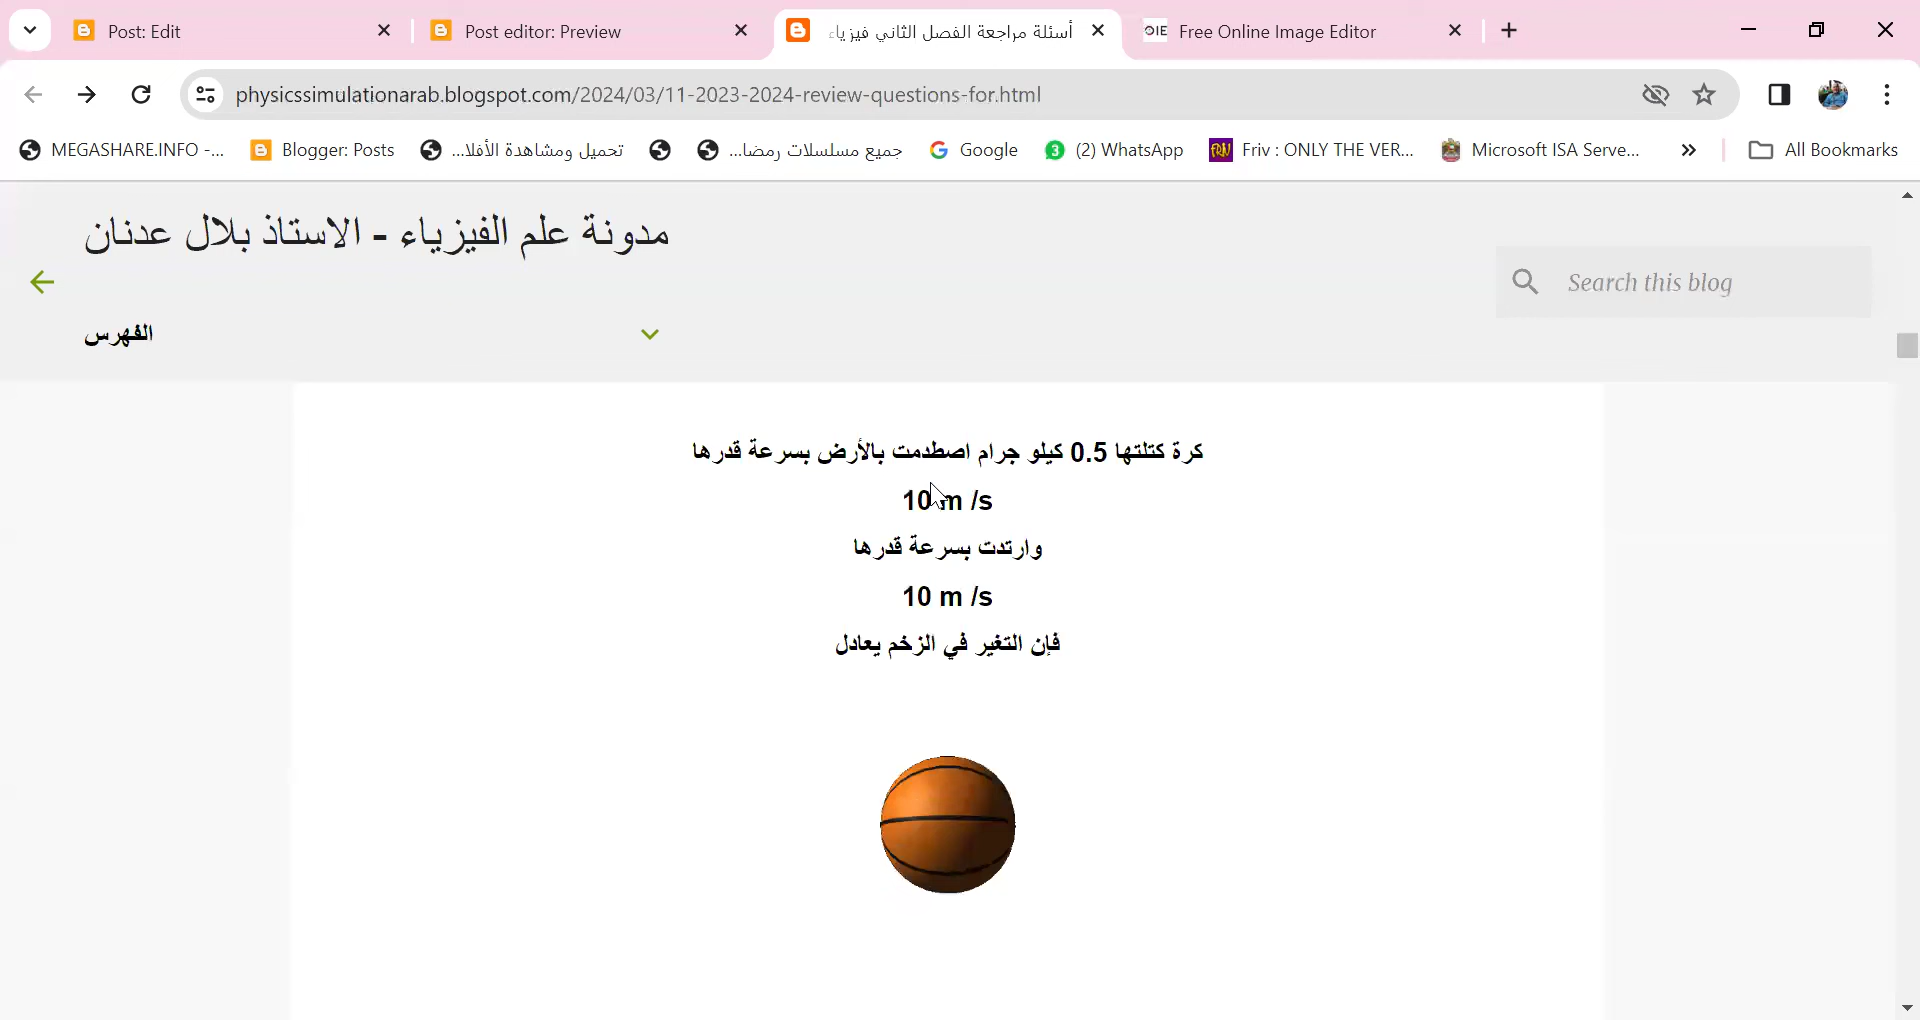 Post: Edit
Post editor: Preview
أسئلة مراجعة الفصل الثاني فيزياء
OIE Free Online Image Editor
physicssimulationarab.blogspot.com/2024/03/11-2023-2024-review-questions-for.html
MEGASHARE.INFO -...
Blogger: Posts
تحميل ومشاهدة الأفلا...
جميع مسلسلات رمضا...
Google
(2) WhatsApp
Friv : ONLY THE VER...
Microsoft ISA Serve...
»
All Bookmarks
مدونة علم الفيزياء - الاستاذ بلال عدنان
Search this blog
الفهرس
كرة كتلتها 0.5 كيلو جرام اصطدمت بالأرض بسرعة قدرها
10 m /s
وارتدت بسرعة قدرها
10 m /s
فإن التغير في الزخم يعادل